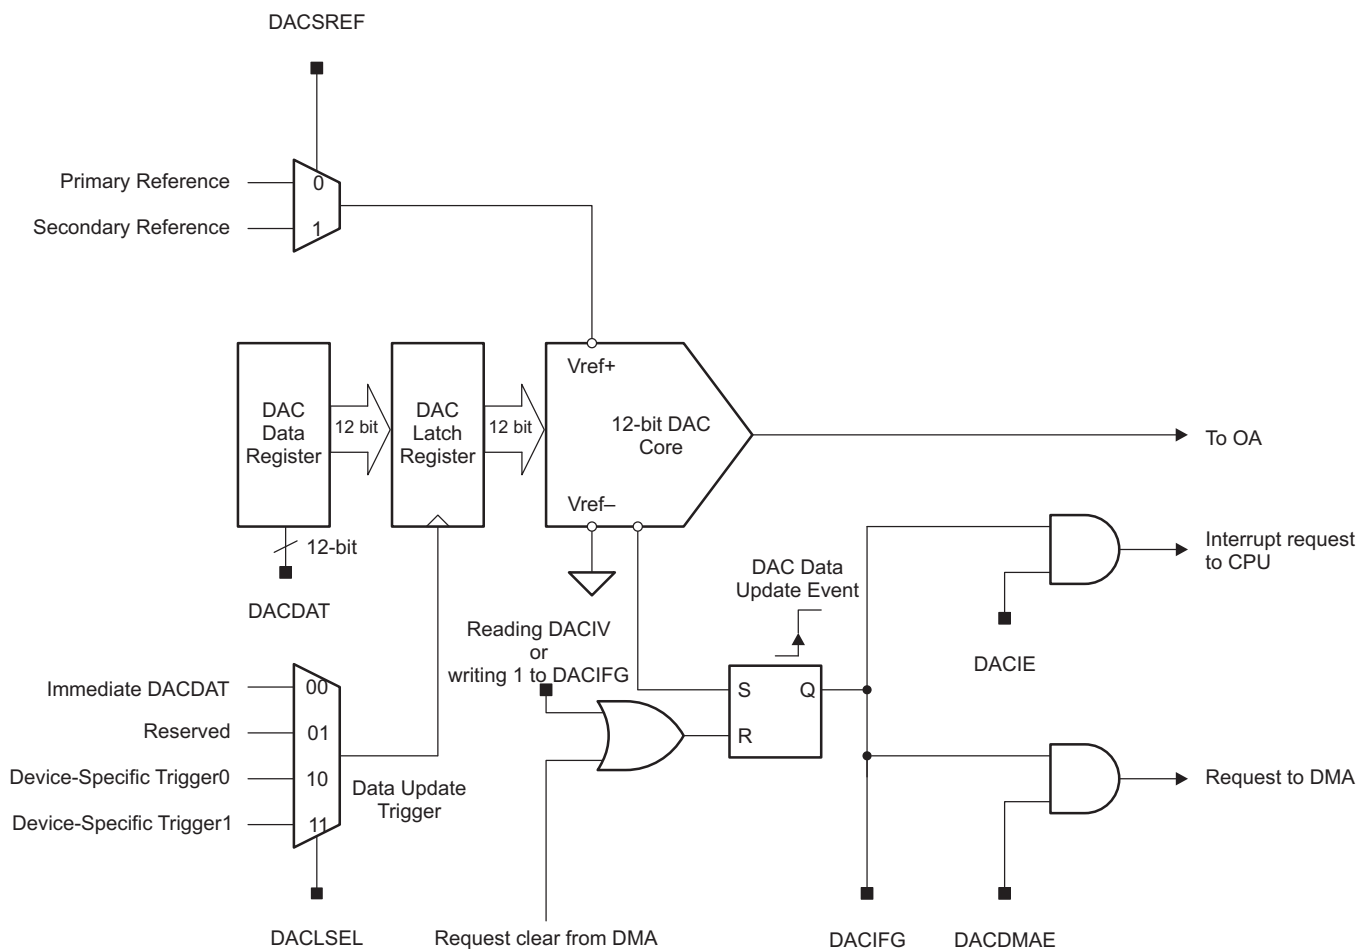 DACSREF
Primary Reference
0
Secondary Reference
1
Vref+
DAC
Data
Register
12 bit
DAC
Latch
Register
12 bit
12-bit DAC
Core
To OA
Vref–
12-bit
DACDAT
DAC Data
Update Event
Interrupt request
to CPU
Reading DACIV
or
writing 1 to DACIFG
DACIE
Immediate DACDAT
00
S
Q
Reserved
01
R
Device-Specific Trigger0
10
Data Update
Trigger
Request to DMA
Device-Specific Trigger1
11
DACLSEL
Request clear from DMA
DACIFG
DACDMAE